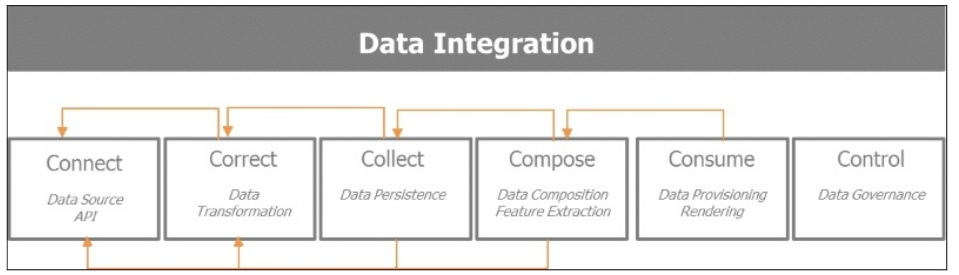 Data Integration
Connect
Data Source
API
Correct
Data
Transformation
Collect
Data Persistence
Compose
Data Composition
Feature Extraction
Consume
Data Provisioning
Rendering
Control
Data Governance